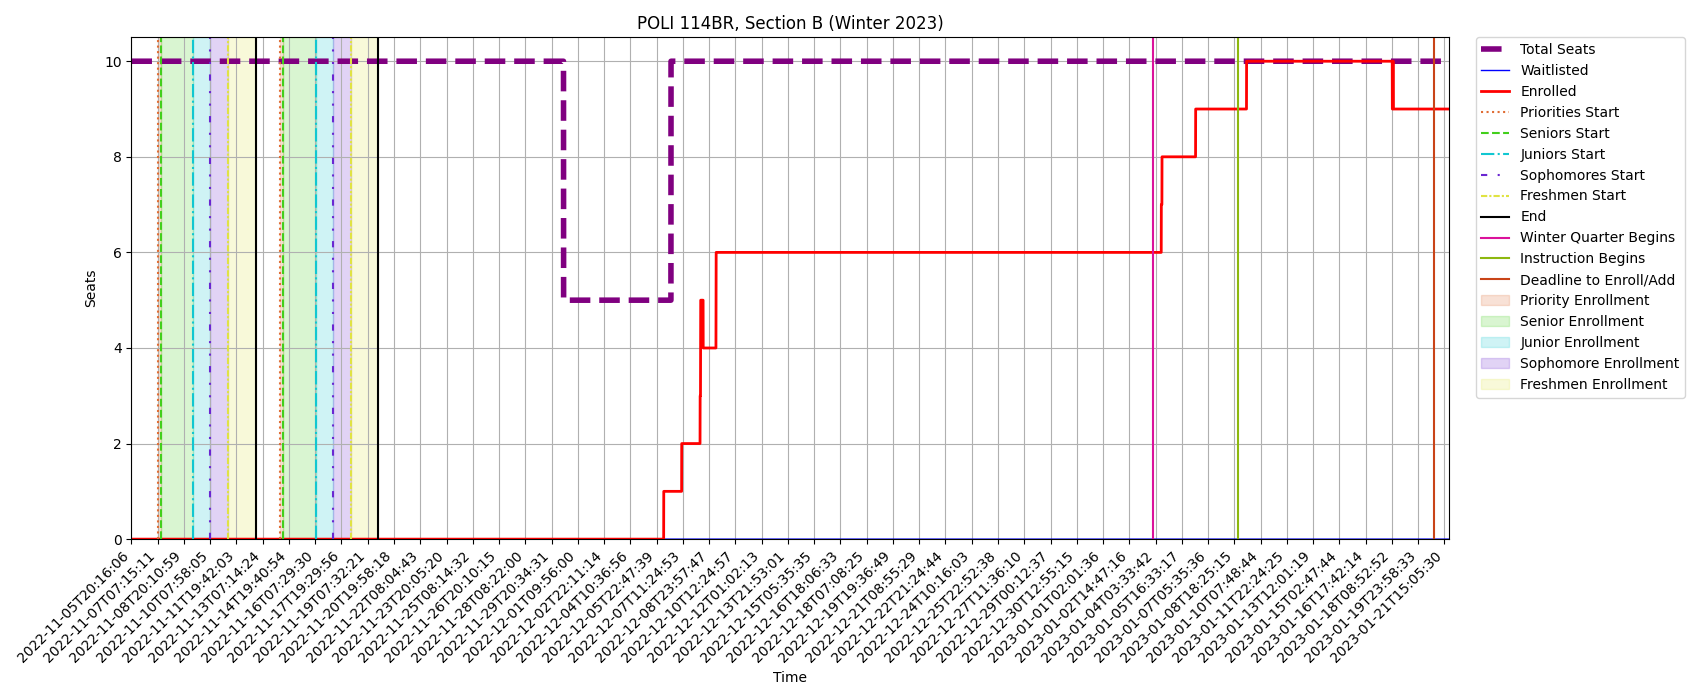 POLI 114BR, Section B (Winter 2023)
Seats
10
8
6
4
2
0
2022-11-05T20:16:06
2022-11-07T07:15:11
2022-11-08T20:10:59
2022-11-10T07:58:05
2022-11-11T19:42:03
2022-11-13T07:14:24
2022-11-14T19:40:54
2022-11-16T07:29:30
2022-11-17T19:29:56
2022-11-19T07:32:21
2022-11-20T19:58:18
2022-11-22T08:04:43
2022-11-23T20:05:20
2022-11-25T08:14:32
2022-11-26T20:10:15
2022-11-28T08:22:00
2022-11-29T20:34:31
2022-12-01T09:56:00
2022-12-02T22:11:14
2022-12-04T10:36:56
2022-12-05T22:47:39
2022-12-07T11:24:53
2022-12-08T23:57:47
2022-12-10T12:24:57
2022-12-12T01:02:13
2022-12-13T21:53:01
2022-12-15T05:35:35
2022-12-16T18:06:33
2022-12-18T07:08:25
2022-12-19T19:36:49
2022-12-21T08:55:29
2022-12-22T21:24:44
2022-12-24T10:16:03
2022-12-25T22:52:38
2022-12-27T11:36:10
2022-12-29T00:12:37
2022-12-30T12:55:15
2023-01-01T02:01:36
2023-01-02T14:47:16
2023-01-04T03:33:42
2023-01-05T16:33:17
2023-01-07T05:35:36
2023-01-08T18:25:15
2023-01-10T07:48:44
2023-01-11T22:24:25
2023-01-13T12:01:19
2023-01-15T02:47:44
2023-01-16T17:42:14
2023-01-18T08:52:52
2023-01-19T23:58:33
2023-01-21T15:05:30
Time
Total Seats
Waitlisted
Enrolled
Priorities Start
Seniors Start
Juniors Start
Sophomores Start
Freshmen Start
End
Winter Quarter Begins
Instruction Begins
Deadline to Enroll/Add
Priority Enrollment
Senior Enrollment
Junior Enrollment
Sophomore Enrollment
Freshmen Enrollment